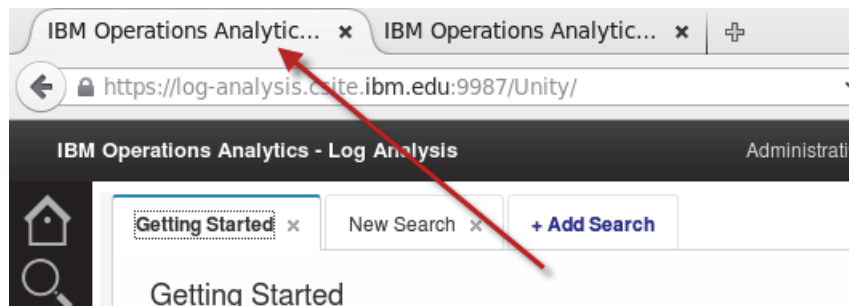 IBM Operations Analytic... IBM Operations Analytic...
https://log-analysis.csite.ibm.edu:9987/Unity/
IBM Operations Analytics - Log Analysis Administrati
Getting Started New Search + Add Search
Getting Started